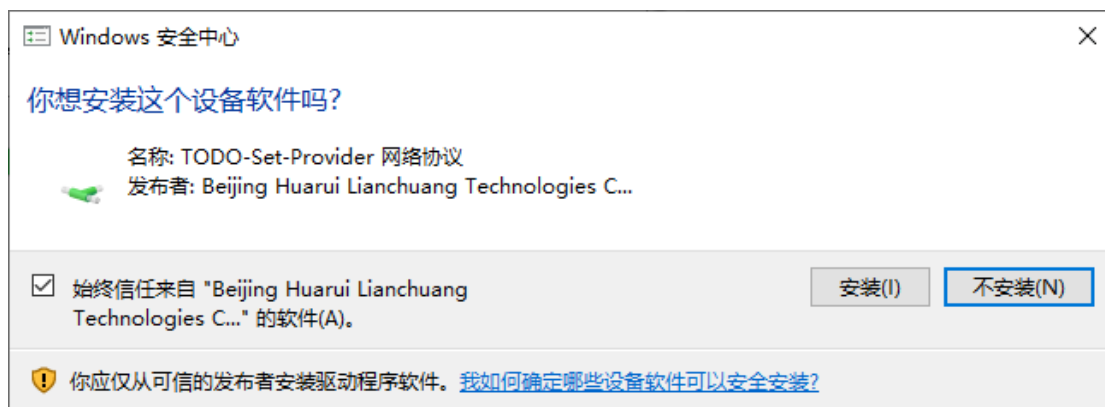 Windows 安全中心
你想安装这个设备软件吗?
名称: TODO-Set-Provider 网络协议
发布者: Beijing Huarui Lianchuang Technologies C...
始终信任来自 "Beijing Huarui Lianchuang
Technologies C..." 的软件(A)。
安装(I)
不安装(N)
你应仅从可信的发布者安装驱动程序软件。我如何确定哪些设备软件可以安全安装?